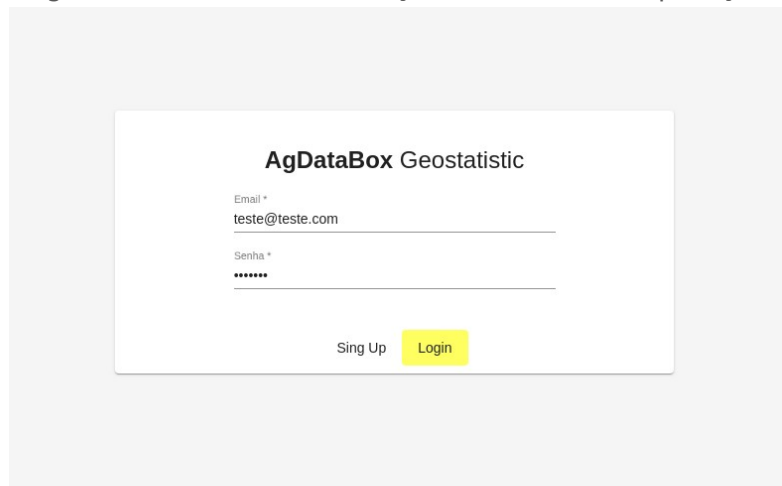 AgDataBox Geostatistic
Email *
teste@teste.com
Senha *
•••••••
Sing Up Login